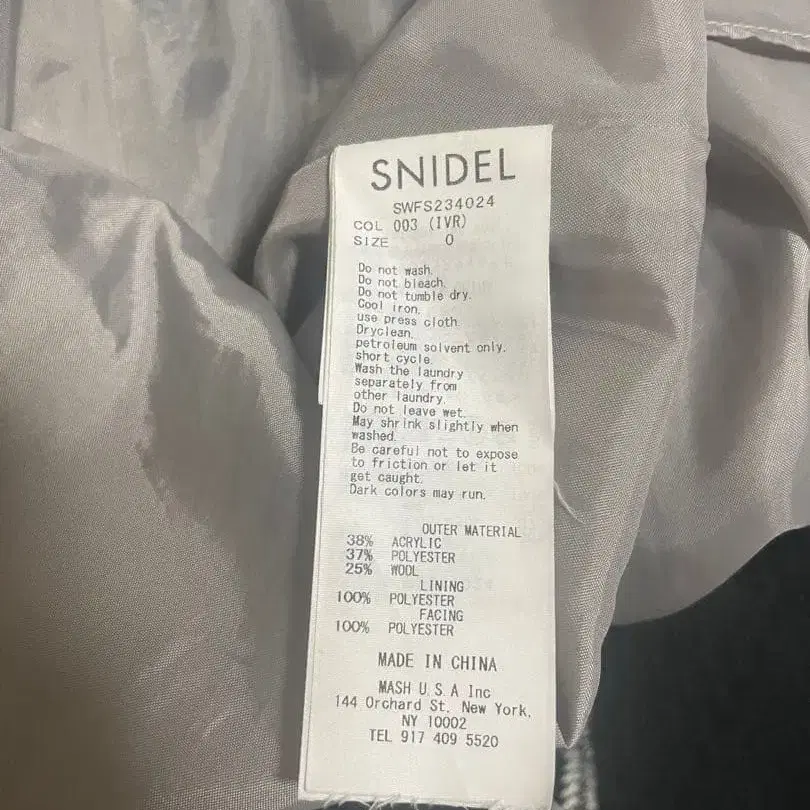 SNIDEL
SWFS234024
COL 003 (IVR)
SIZE 0
Do not wash.
Do not bleach.
Do not tumble dry.
Cool iron.
use press cloth.
Dryclean.
petroleum solvent only.
short cycle.
Wash the laundry
separately from
other laundry.
Do not leave wet.
May shrink slightly when
washed.
Be careful not to expose
to friction or let it
get caught.
Dark colors may run.
OUTER MATERIAL
38% ACRYLIC
37% POLYESTER
25% WOOL
LINING
100% POLYESTER
FACING
100% POLYESTER
MADE IN CHINA
MASH U.S.A Inc
144 Orchard St. New York,
NY 10002
TEL 917 409 5520